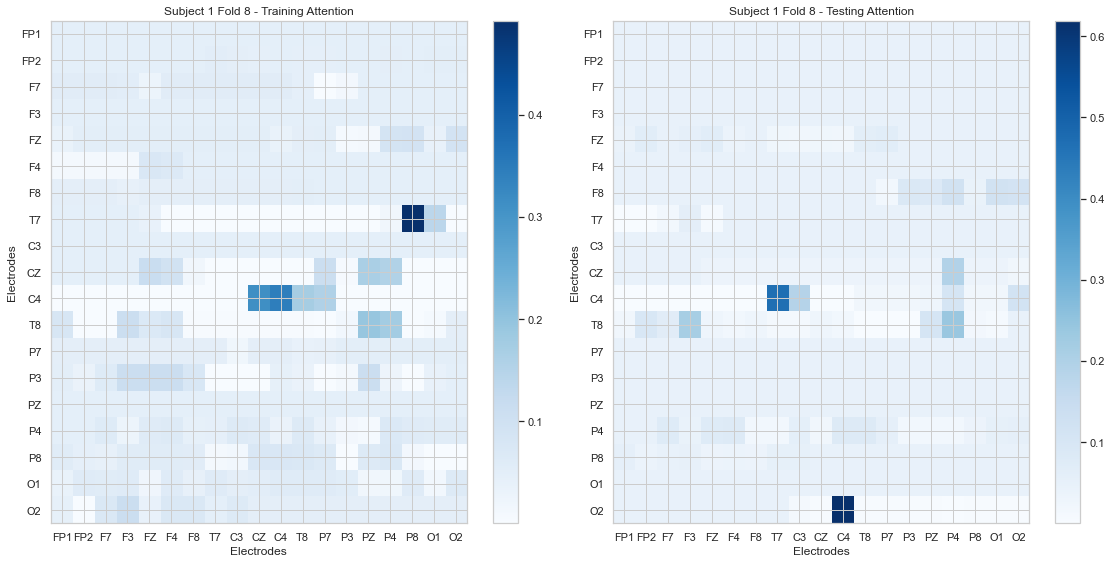 Subject 1 Fold 8 - Training Attention
FP1
FP2
F7
F3
FZ
F4
F8
T7
C3
CZ
C4
T8
P7
P3
PZ
P4
P8
O1
O2
Electrodes
FP1 FP2 F7 F3 FZ F4 F8 T7 C3 CZ C4 T8 P7 P3 PZ P4 P8 O1 O2
Electrodes
0.4
0.3
0.2
0.1
Subject 1 Fold 8 - Testing Attention
FP1
FP2
F7
F3
FZ
F4
F8
T7
C3
CZ
C4
T8
P7
P3
PZ
P4
P8
O1
O2
Electrodes
FP1 FP2 F7 F3 FZ F4 F8 T7 C3 CZ C4 T8 P7 P3 PZ P4 P8 O1 O2
Electrodes
0.6
0.5
0.4
0.3
0.2
0.1